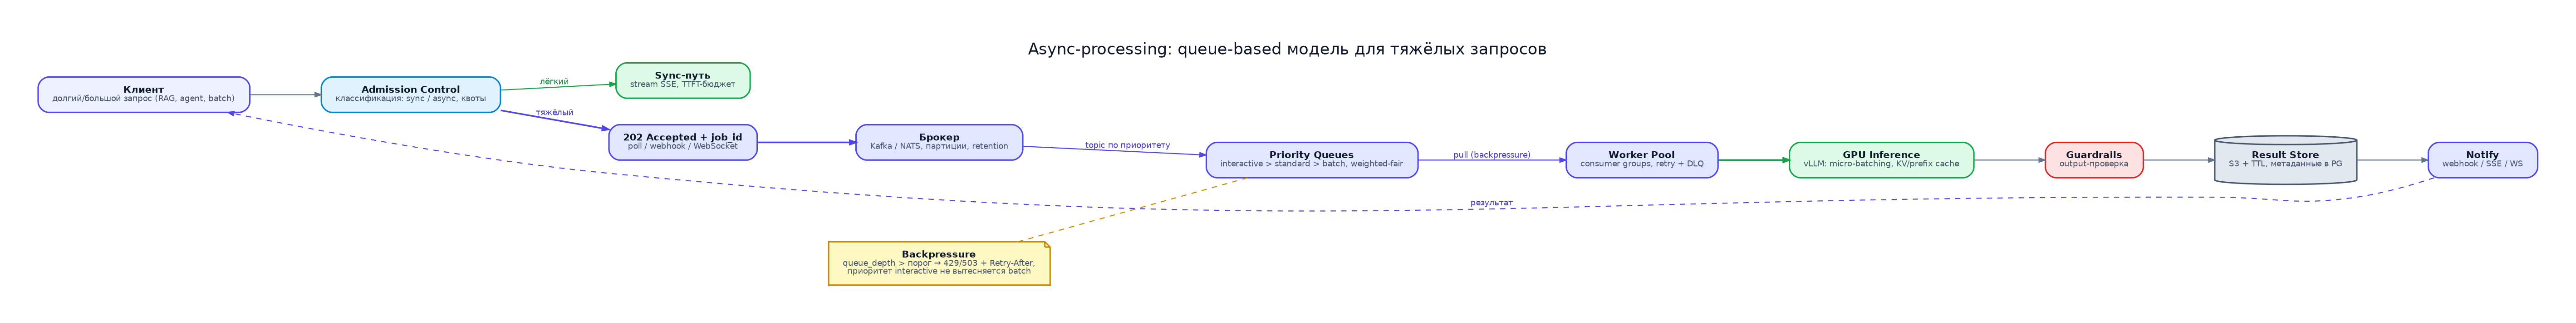 Async-processing: queue-based модель для тяжёлых запросов
Клиент
долгий/большой запрос (RAG, agent, batch)
Admission Control
классификация: sync / async, квоты
лёгкий
тяжёлый
Sync-путь
stream SSE, TTFT-бюджет
202 Accepted + job_id
poll / webhook / WebSocket
Брокер
Kafka / NATS, партиции, retention
topic по приоритету
Priority Queues
interactive > standard > batch, weighted-fair
pull (backpressure)
Worker Pool
consumer groups, retry + DLQ
GPU Inference
vLLM: micro-batching, KV/prefix cache
Guardrails
output-проверка
Result Store
S3 + TTL, метаданные в PG
Notify
webhook / SSE / WS
результат
Backpressure
queue_depth > порог → 429/503 + Retry-After,
приоритет interactive не вытесняется batch